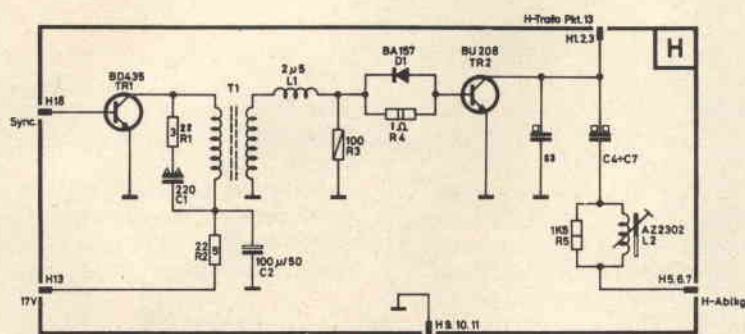 H-Trafo Pkt.13
H1.2.3
H
BD435
TR1
H18
Sync.
22
3
R1
220
C1
T1
2µ5
L1
BA157
D1
1Ω
R4
100
R3
BU208
TR2
C4÷C7
1K5
R5
AZ2302
L2
22
R2
5
100µ/50
C2
H13
17V
H5.6.7
H-Ablkg
H9.10.11